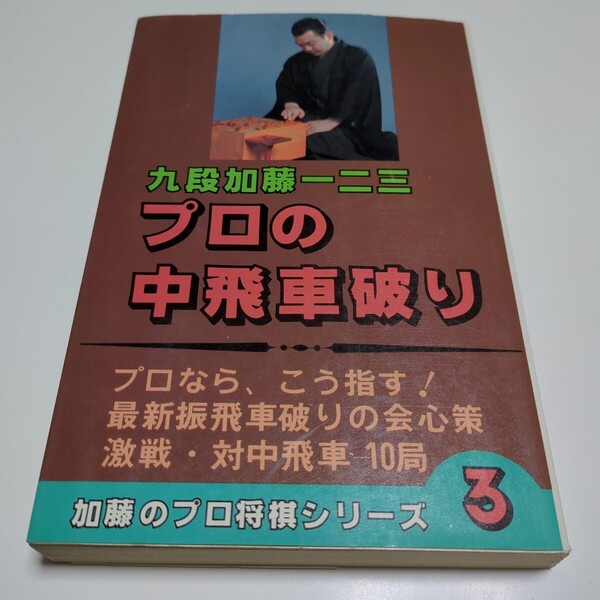 九段加藤一二三
プロの
中飛車破り
プロなら、こう指す！
最新振飛車破りの会心策
激戦・対中飛車10局
加藤のプロ将棋シリーズ 3